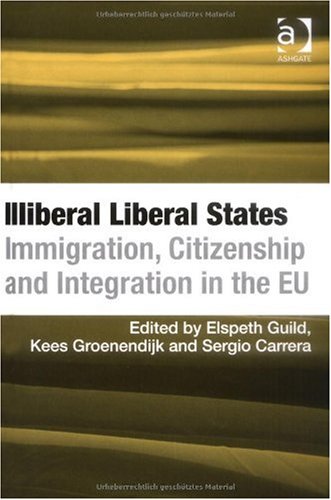 Urheberrechtlich geschütztes Material
a
ASHGATE
Illiberal Liberal States
Immigration, Citizenship
and Integration in the EU
Edited by Elspeth Guild,
Kees Groenendijk and Sergio Carrera
Urheberrechtlich geschütztes Material